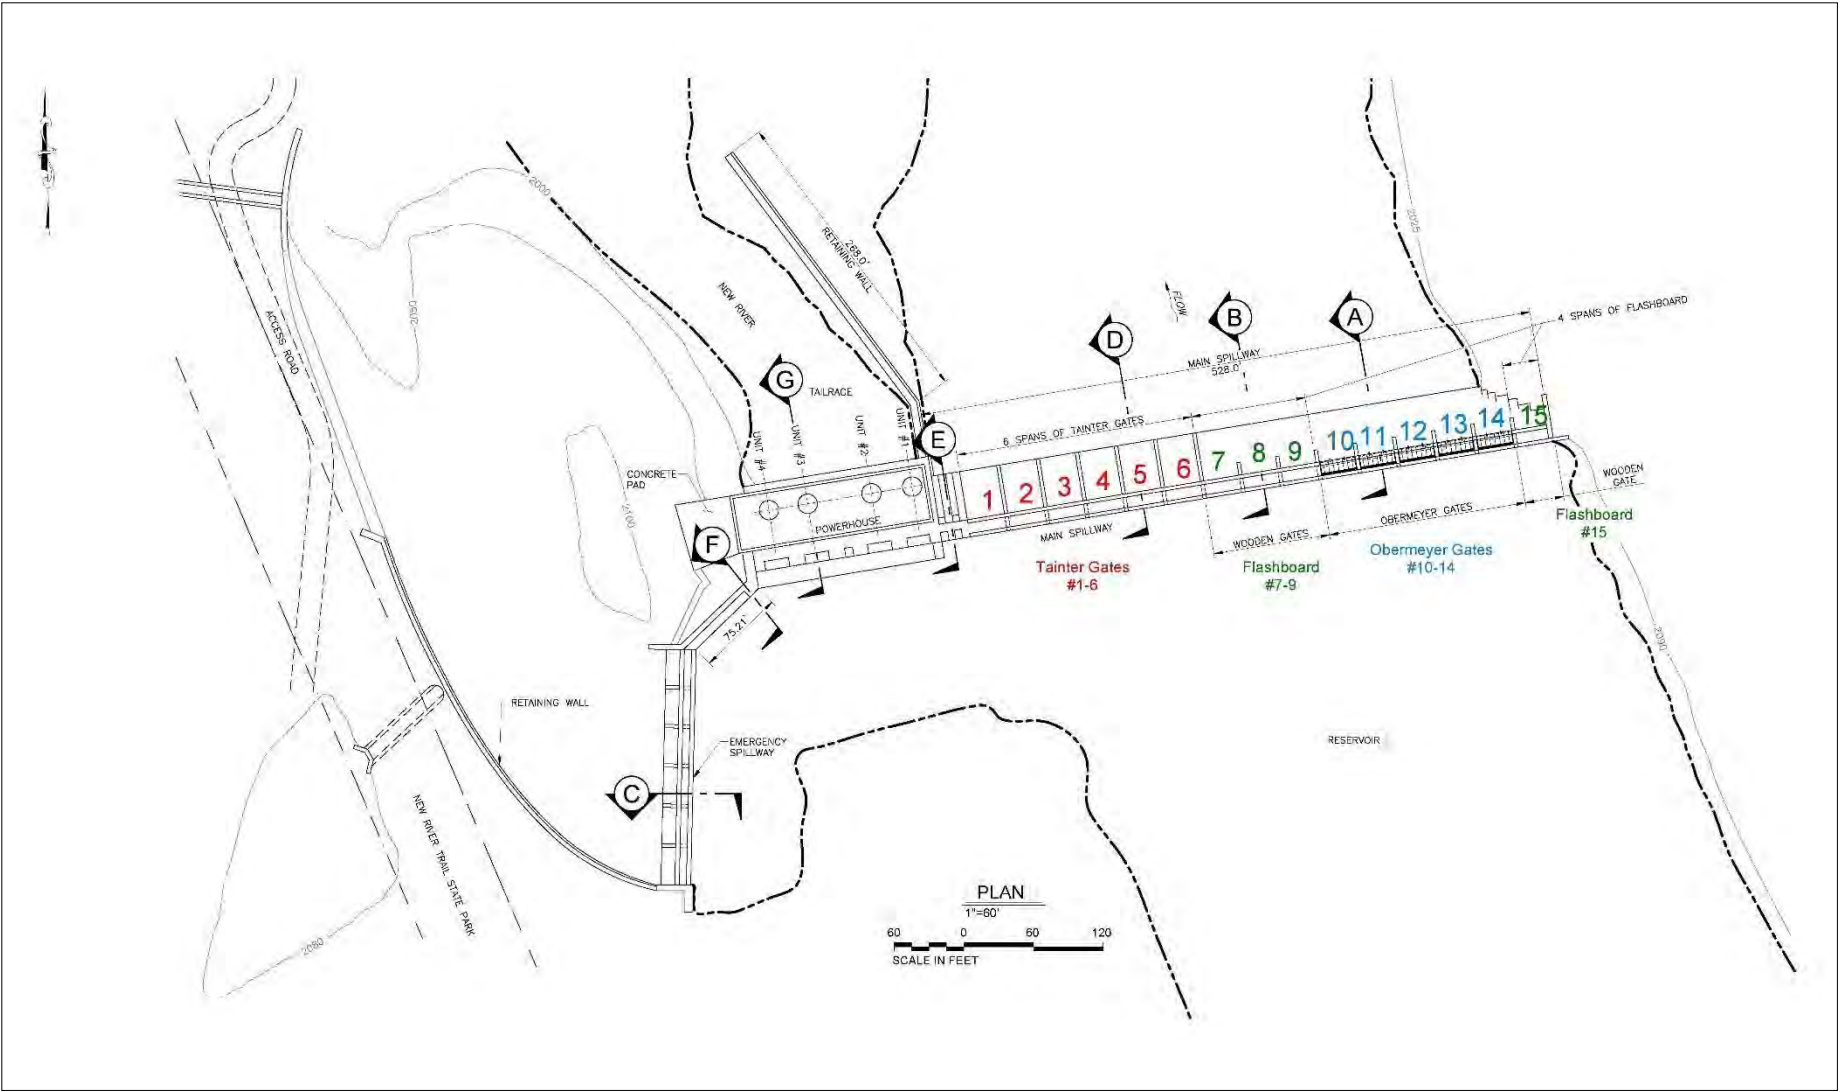 2000
268.0'
RETAINING WALL
2025
NEW RIVER
FLOW
4 SPANS OF FLASHBOARD
ACCESS ROAD
2050
G
TAILRACE
D
B
A
MAIN SPILLWAY
528.0'
UNIT #4
UNIT #3
UNIT #2
UNIT #1
E
6 SPANS OF TAINTER GATES
1
2
3
4
5
6
7
8
9
10
11
12
13
14
15
CONCRETE
PAD
2100
POWERHOUSE
F
MAIN SPILLWAY
WOODEN GATES
OBERMEYER GATES
WOODEN
GATE
Tainter Gates
#1-6
Flashboard
#7-9
Obermeyer Gates
#10-14
Flashboard
#15
75.21'
2090
RETAINING WALL
EMERGENCY
SPILLWAY
RESERVOIR
C
NEW RIVER TRAIL STATE PARK
2080
PLAN
1"=60'
60 0 60 120
SCALE IN FEET